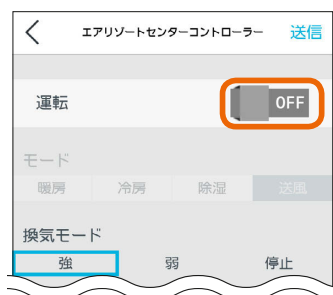 エアリゾートセンターコントローラー 送信
運転 OFF
モード
暖房 冷房 除湿 送風
換気モード
強 弱 停止